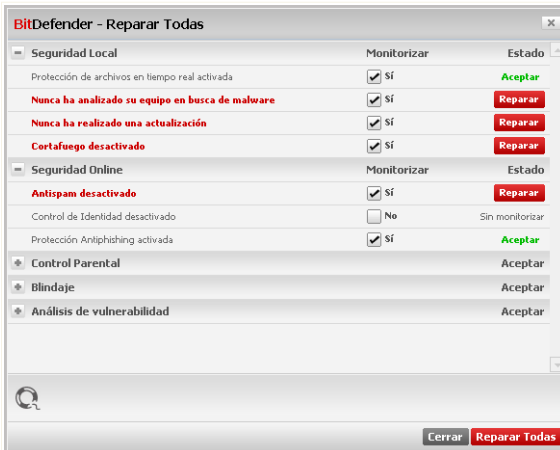 BitDefender - Reparar Todas
Seguridad Local Monitorizar Estado
Protección de archivos en tiempo real activada Sí Aceptar
Nunca ha analizado su equipo en busca de malware Sí Reparar
Nunca ha realizado una actualización Sí Reparar
Cortafuego desactivado Sí Reparar
Seguridad Online Monitorizar Estado
Antispam desactivado Sí Reparar
Control de Identidad desactivado No Sin monitorizar
Protección Antiphishing activada Sí Aceptar
Control Parental Aceptar
Blindaje Aceptar
Análisis de vulnerabilidad Aceptar
Cerrar Reparar Todas